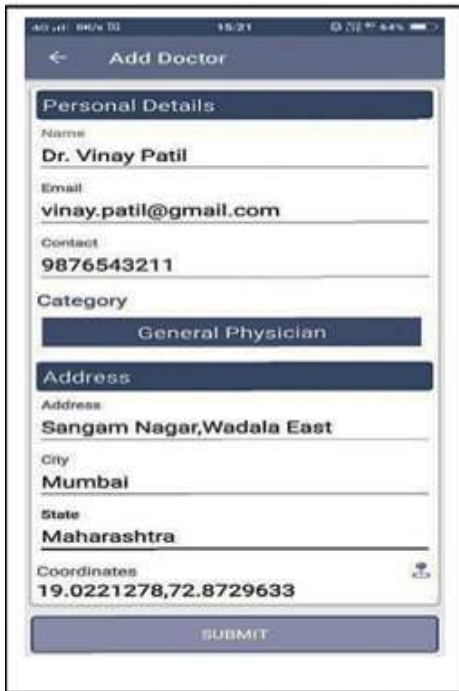 15:21
64%
Add Doctor
Personal Details
Name
Dr. Vinay Patil
Email
vinay.patil@gmail.com
Contact
9876543211
Category
General Physician
Address
Address
Sangam Nagar,Wadala East
City
Mumbai
State
Maharashtra
Coordinates
19.0221278,72.8729633
SUBMIT